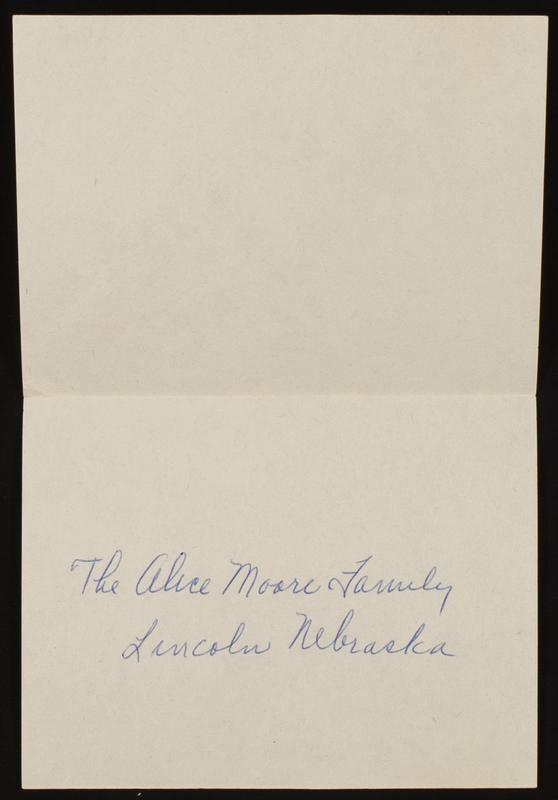 The Alice Moore Family
Lincoln Nebraska